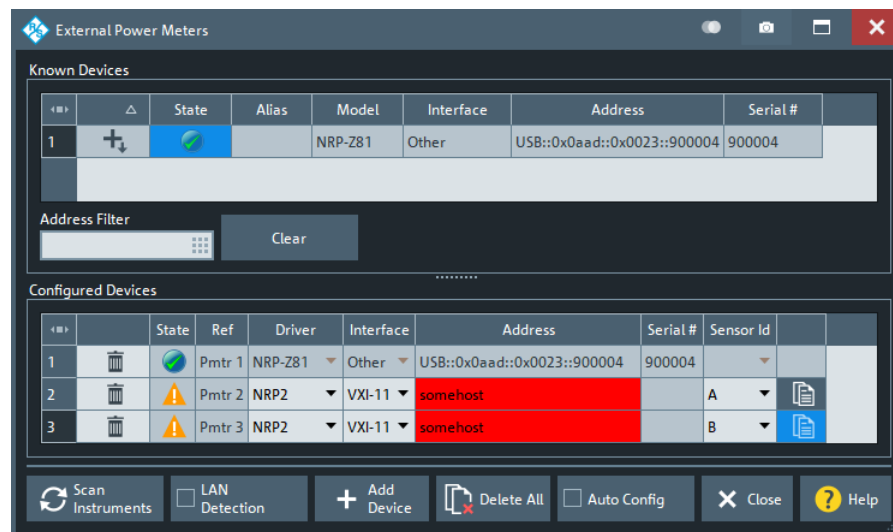 External Power Meters
Known Devices
State Alias Model Interface Address Serial #
1 NRP-Z81 Other USB::0x0aad::0x0023::900004 900004
Address Filter
Clear
Configured Devices
State Ref Driver Interface Address Serial # Sensor Id
1 Pmtr 1 NRP-Z81 Other USB::0x0aad::0x0023::900004 900004
2 Pmtr 2 NRP2 VXI-11 somehost A
3 Pmtr 3 NRP2 VXI-11 somehost B
Scan Instruments
LAN Detection
Add Device
Delete All
Auto Config
Close
Help